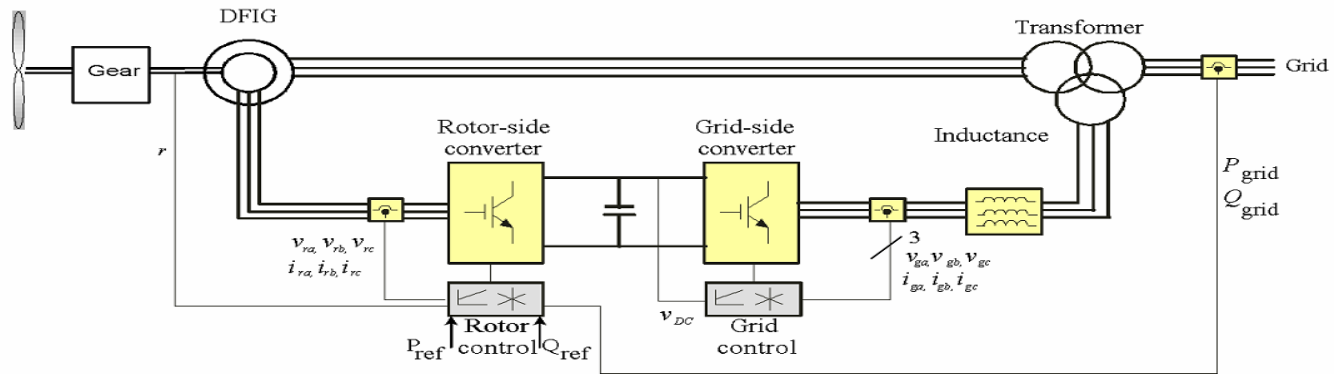 DFIG
Transformer
Gear
Grid
Rotor-side
converter
Grid-side
converter
Inductance
r
P grid
Q grid
3
v ra, v rb, v rc
i ra, i rb, i rc
v ga, v gb, v gc
i ga, i gb, i gc
v DC
P ref
Rotor
control
Q ref
Grid
control